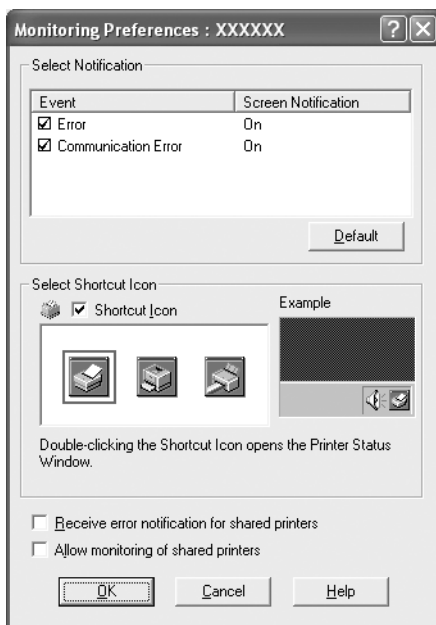 Monitoring Preferences : XXXXXX
Select Notification
Event Screen Notification
Error On
Communication Error On
Default
Select Shortcut Icon
Shortcut Icon
Example
Double-clicking the Shortcut Icon opens the Printer Status
Window.
Receive error notification for shared printers
Allow monitoring of shared printers
OK Cancel Help